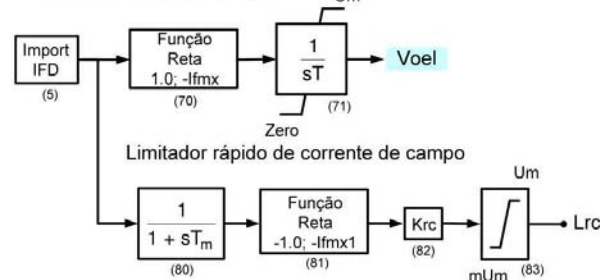 Import
IFD
(5)
Função
Reta
1.0; -Ifmx
(70)
1
sT
(71)
Zero
Voel
Limitador rápido de corrente de campo
1
1 + sTm
(80)
Função
Reta
-1.0; -Ifmx1
(81)
Krc
(82)
Um
mUm
(83)
Lrc